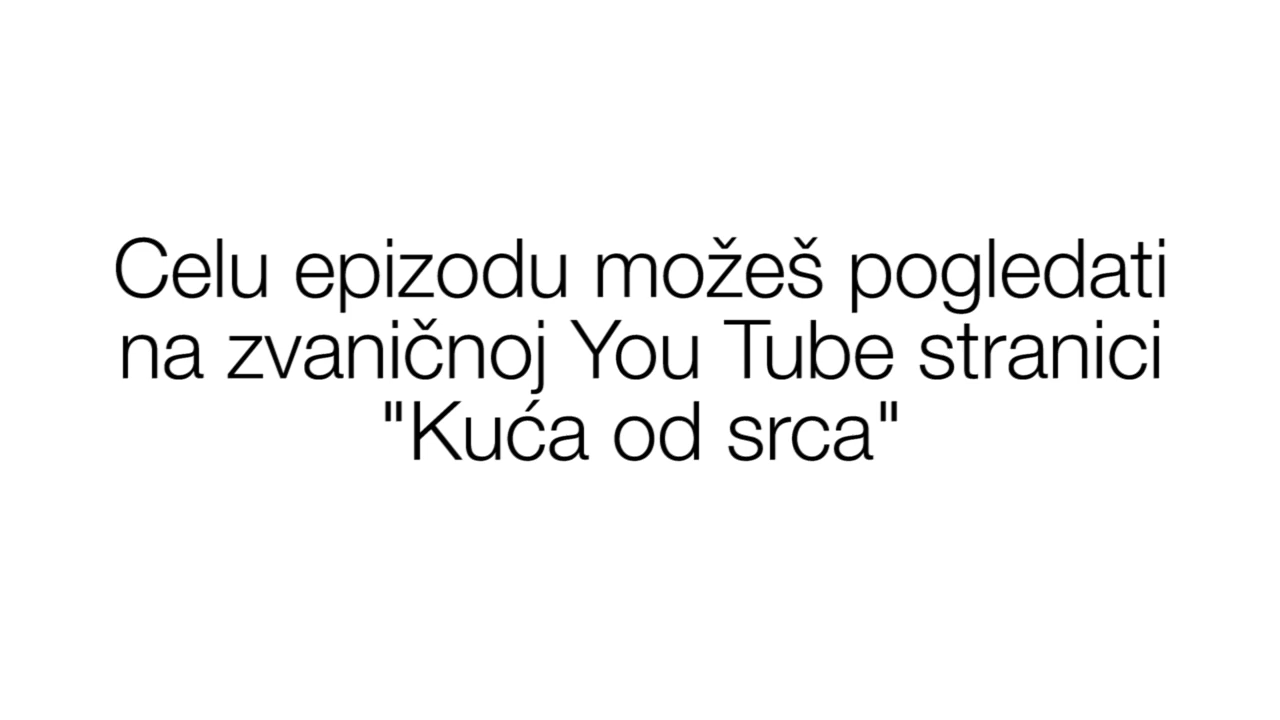 Celu epizodu možeš pogledati
na zvaničnoj You Tube stranici
"Kuća od srca"